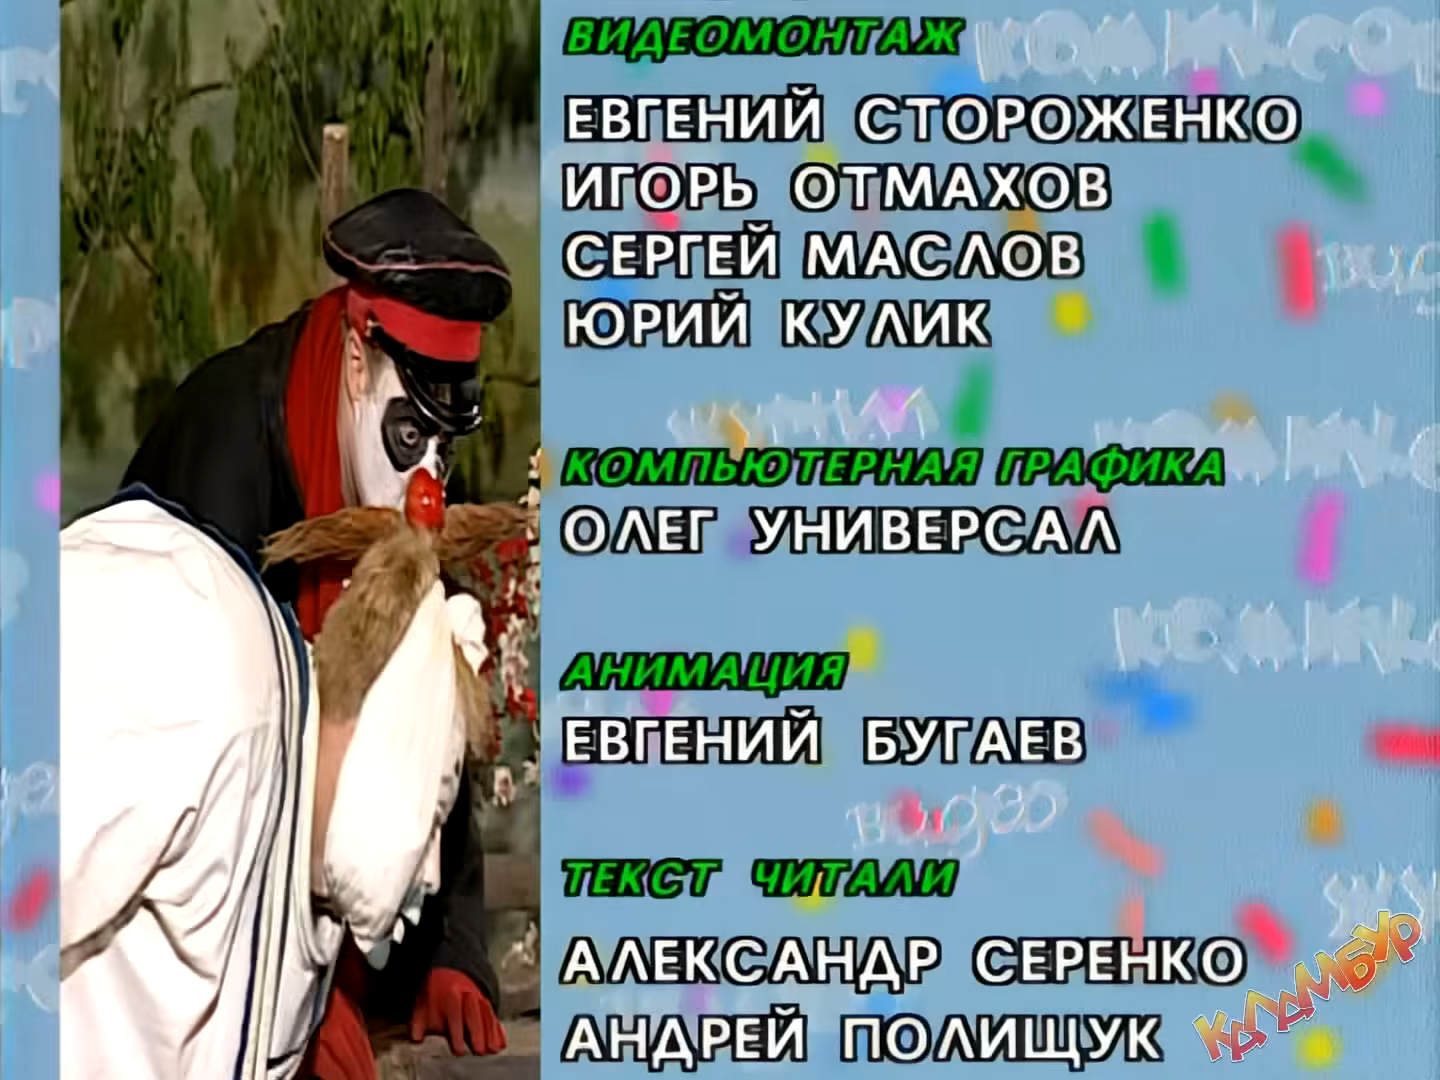 ВИДЕОМОНТАЖ
ЕВГЕНИЙ СТОРОЖЕНКО
ИГОРЬ ОТМАХОВ
СЕРГЕЙ МАСЛОВ
ЮРИЙ КУЛИК
КОМПЬЮТЕРНАЯ ГРАФИКА
ОЛЕГ УНИВЕРСАЛ
АНИМАЦИЯ
ЕВГЕНИЙ БУГАЕВ
видео
ТЕКСТ ЧИТАЛИ
АЛЕКСАНДР СЕРЕНКО
АНДРЕЙ ПОЛИЩУК
КАЛАМБУР